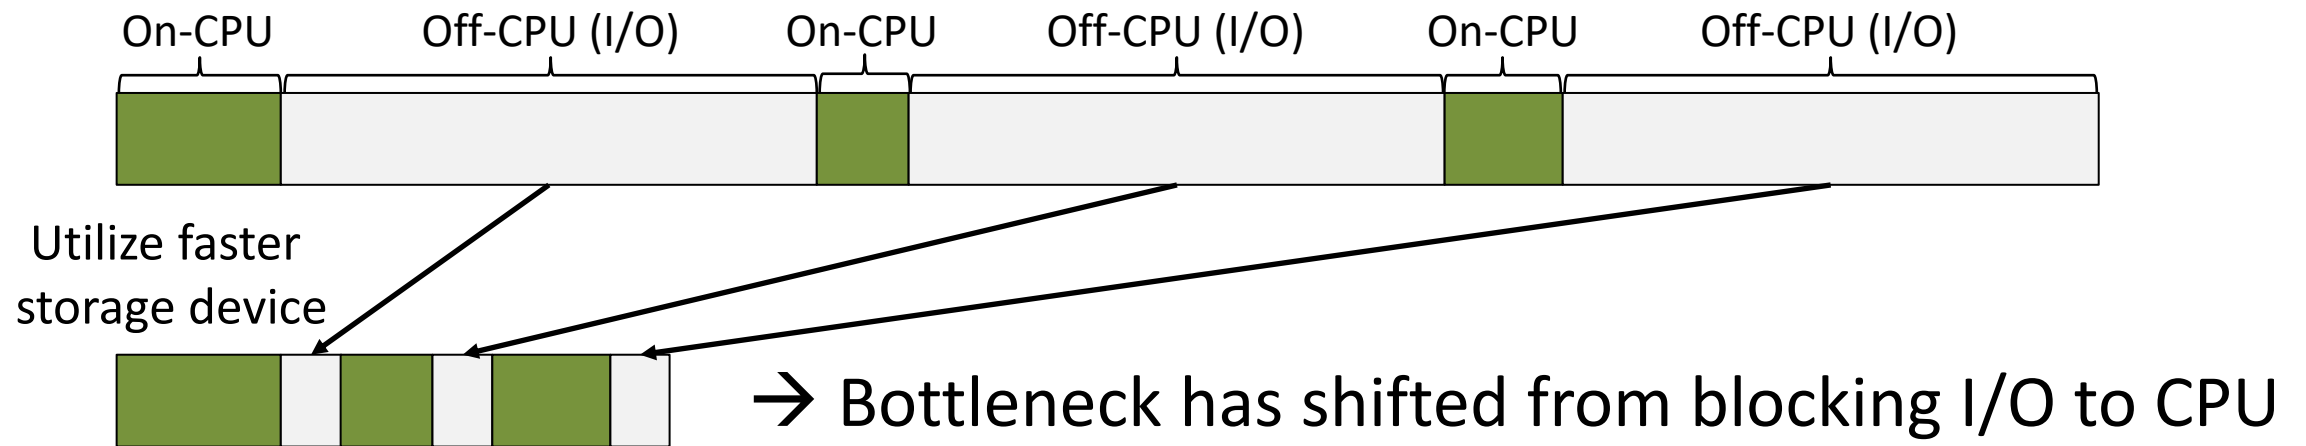 On-CPU Off-CPU (I/O) On-CPU Off-CPU (I/O) On-CPU Off-CPU (I/O)
Utilize faster
storage device
→ Bottleneck has shifted from blocking I/O to CPU